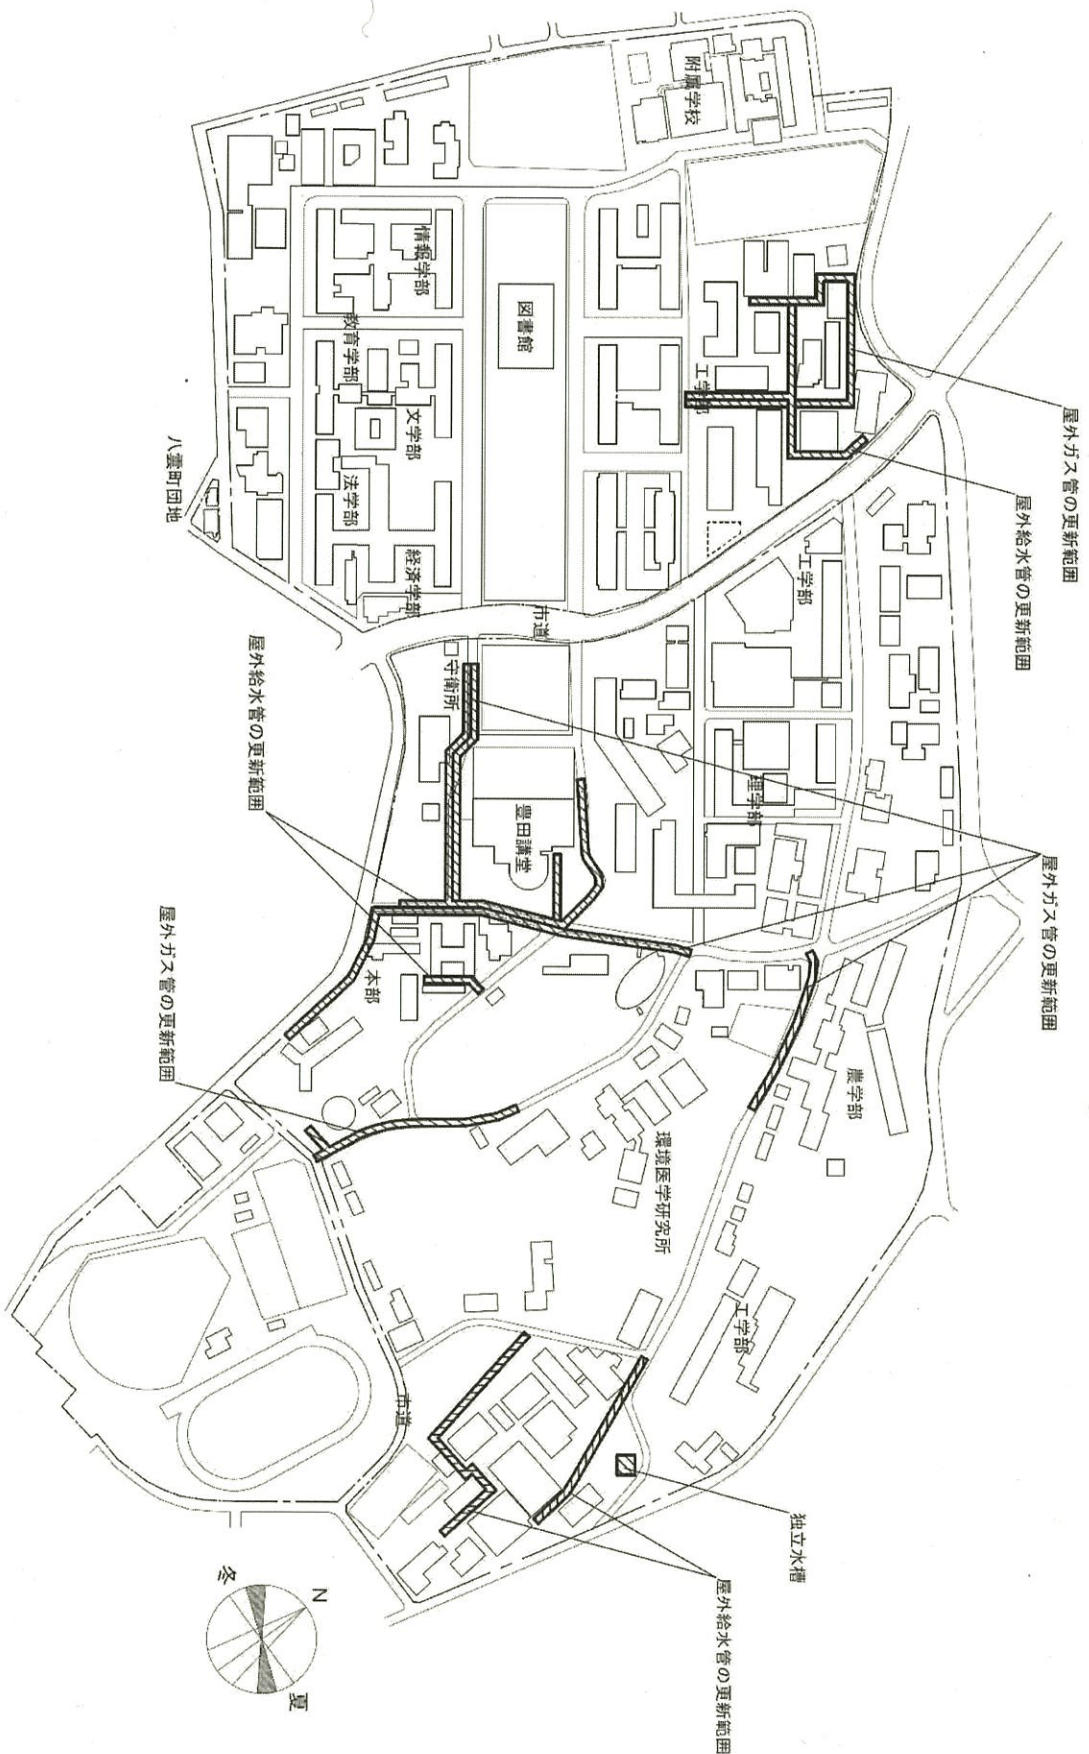 附属学校
情報学部
図書館
教育学部
文学部
法学部
経済学部
八雲町団地
工学部
屋外ガス管の更新範囲
屋外給水管の更新範囲
工学部
市道
守衛所
屋外給水管の更新範囲
豊田講堂
理学部
屋外ガス管の更新範囲
本部
屋外ガス管の更新範囲
農学部
環境医学研究所
工学部
市道
独立水槽
屋外給水管の更新範囲
N
冬
夏